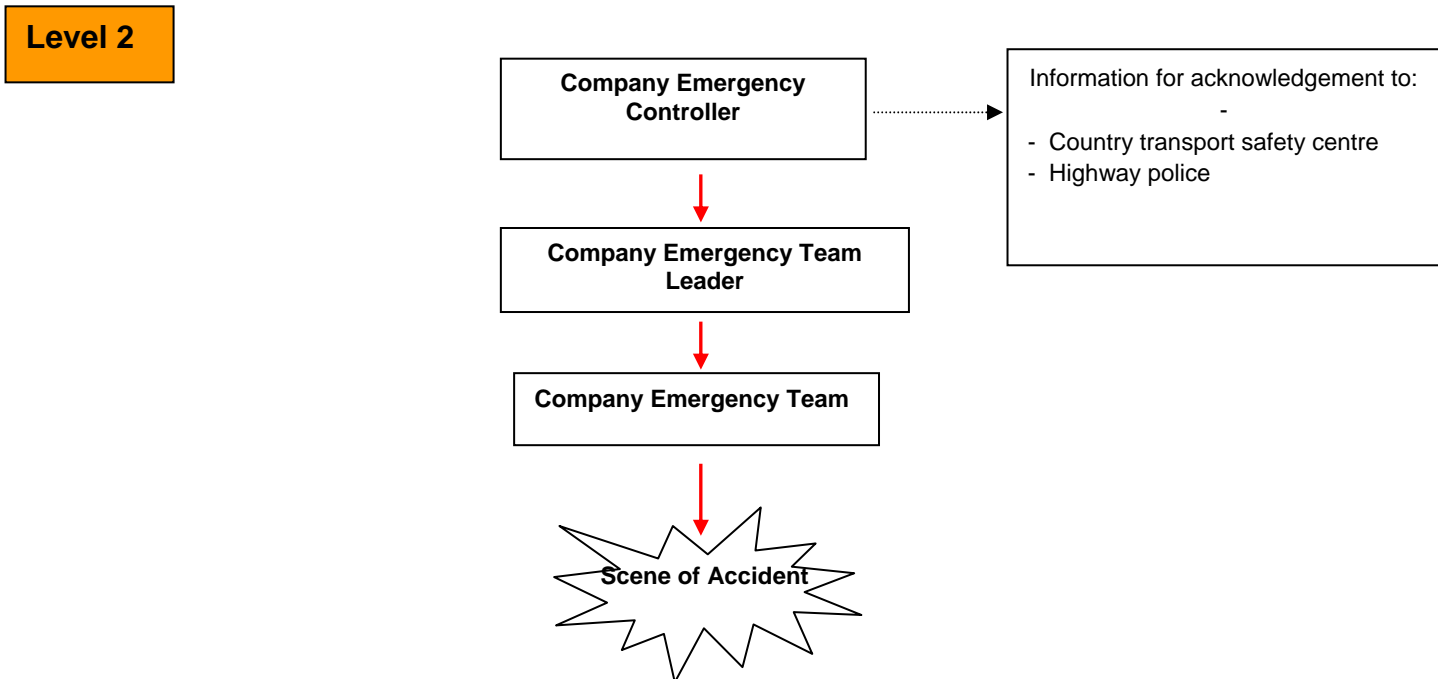 Level 2
Company Emergency
Controller
Information for acknowledgement to:
-
- Country transport safety centre
- Highway police
Company Emergency Team
Leader
Company Emergency Team
Scene of Accident